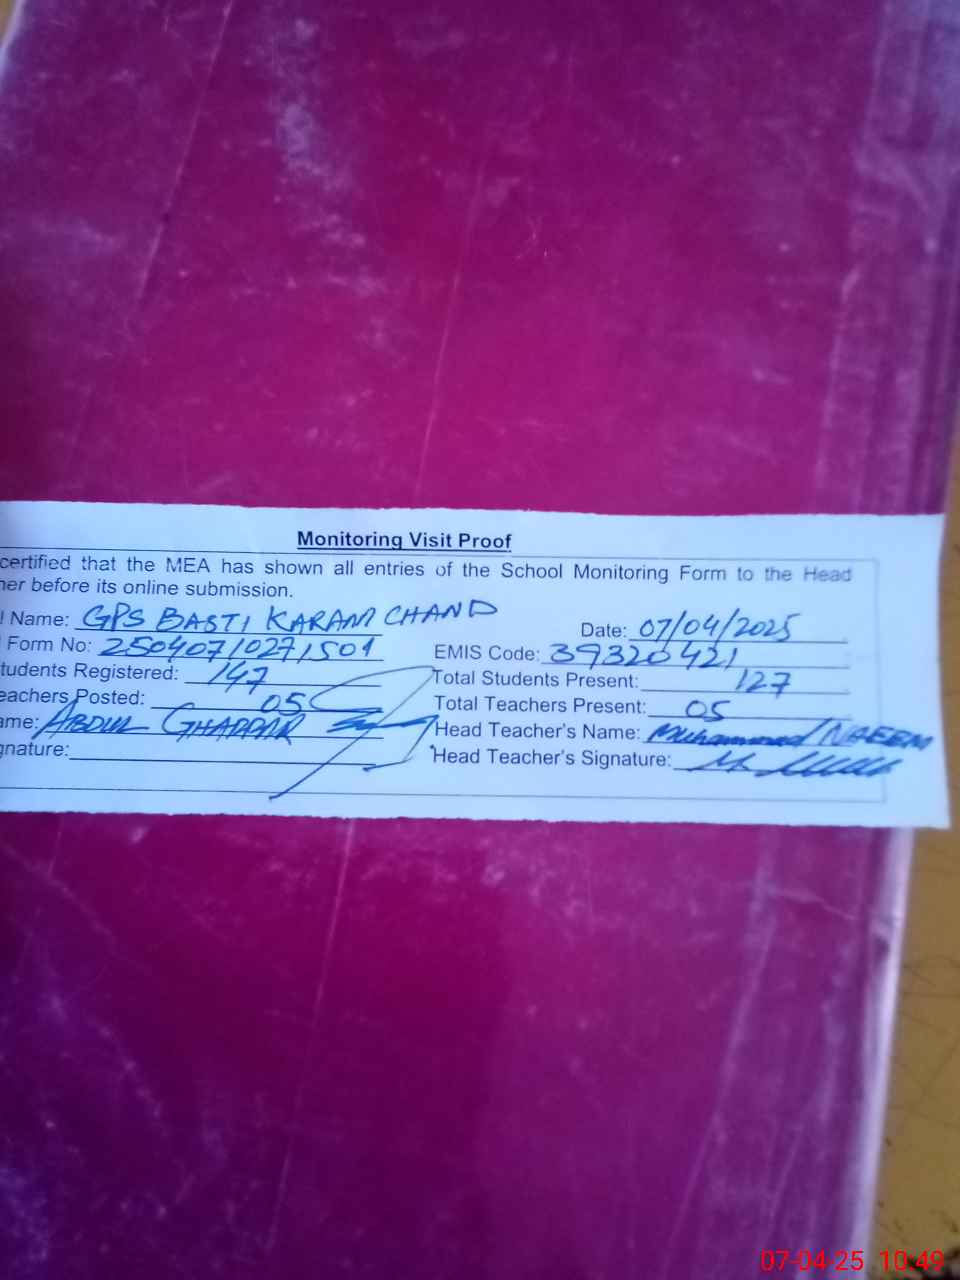 Monitoring Visit Proof
certified that the MEA has shown all entries of the School Monitoring Form to the Head
her before its online submission.
l Name: GPS BASTI KARAM CHAND Date: 07/04/2025
Form No: 250407/0271509 EMIS Code: 39320421
tudents Registered: 147 Total Students Present: 127
eachers Posted: 05 Total Teachers Present: 05
ame: ABDUL GHAFFAR Head Teacher's Name: Muhammad NAEEM
gnature: Head Teacher's Signature:
07-04-25 10:49